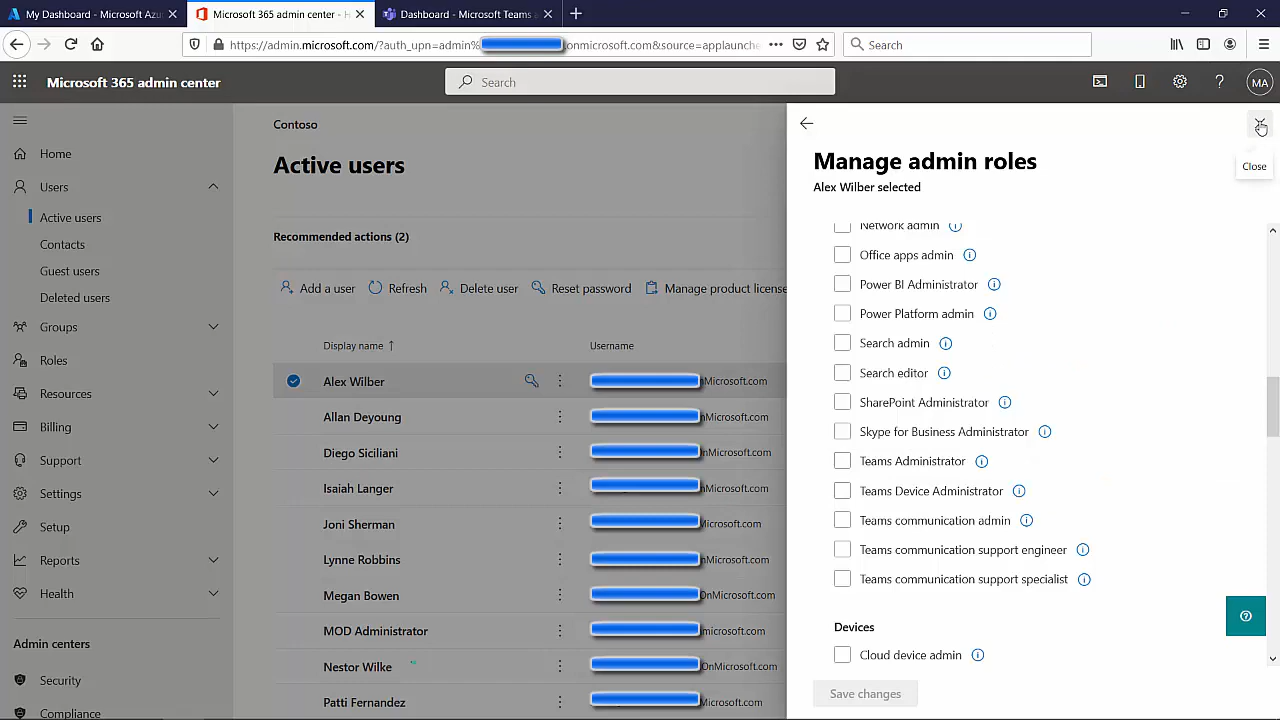 My Dashboard - Microsoft Azu
Microsoft 365 admin center - H
Dashboard - Microsoft Teams a
https://admin.microsoft.com/?auth_upn=admin%
onmicrosoft.com&source=applaunche
Search
Microsoft 365 admin center
Search
MA
Home
Users
Active users
Contacts
Guest users
Deleted users
Groups
Roles
Resources
Billing
Support
Settings
Setup
Reports
Health
Admin centers
Security
Compliance
Contoso
Active users
Recommended actions (2)
Add a user
Refresh
Delete user
Reset password
Manage product license
Display name ↑
Username
Alex Wilber
nMicrosoft.com
Allan Deyoung
nMicrosoft.com
Diego Siciliani
OnMicrosoft.com
Isaiah Langer
nMicrosoft.com
Joni Sherman
Microsoft.com
Lynne Robbins
nMicrosoft.com
Megan Bowen
OnMicrosoft.com
MOD Administrator
microsoft.com
Nestor Wilke
OnMicrosoft.com
Patti Fernandez
nMicrosoft.com
Close
Manage admin roles
Alex Wilber selected
Network admin
Office apps admin
Power BI Administrator
Power Platform admin
Search admin
Search editor
SharePoint Administrator
Skype for Business Administrator
Teams Administrator
Teams Device Administrator
Teams communication admin
Teams communication support engineer
Teams communication support specialist
Devices
Cloud device admin
Save changes